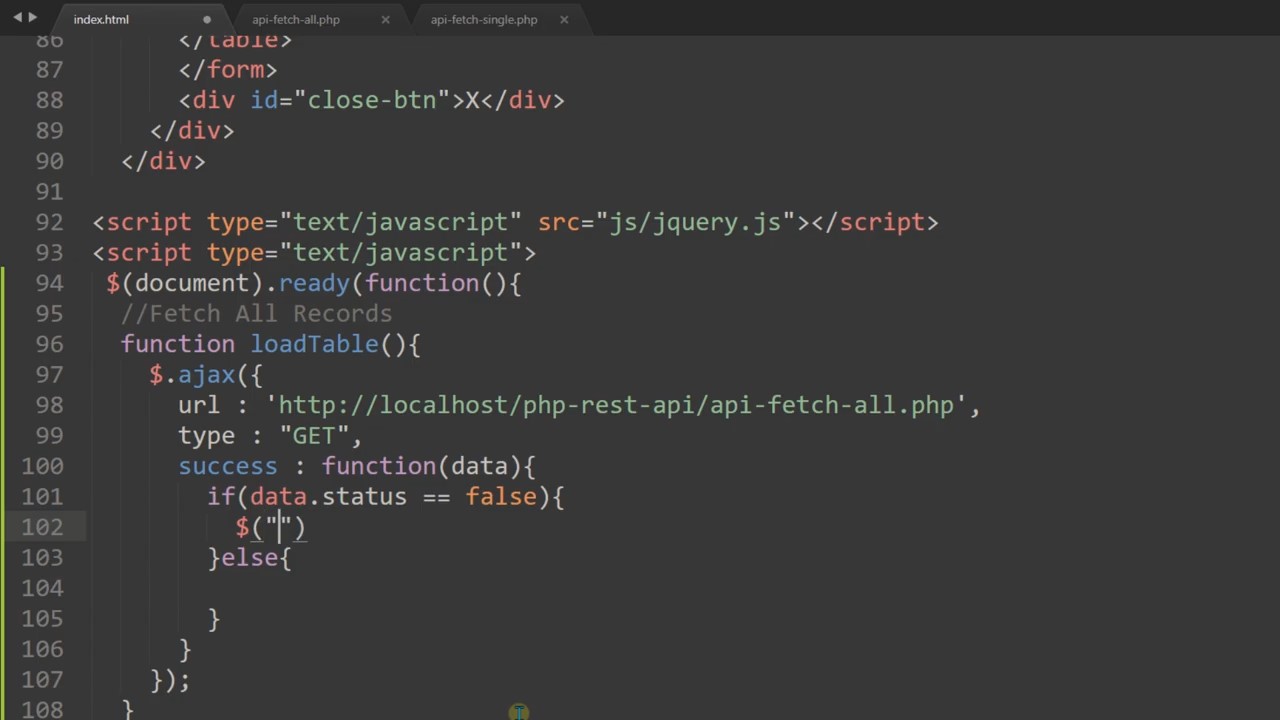 index.html
api-fetch-all.php
api-fetch-single.php
86 </table>
87 </form>
88 <div id="close-btn">X</div>
89 </div>
90 </div>
91
92 <script type="text/javascript" src="js/jquery.js"></script>
93 <script type="text/javascript">
94 $(document).ready(function(){
95 //Fetch All Records
96 function loadTable(){
97 $.ajax({
98 url : 'http://localhost/php-rest-api/api-fetch-all.php',
99 type : "GET",
100 success : function(data){
101 if(data.status == false){
102 $("")
103 }else{
104
105 }
106 }
107 });
108 }